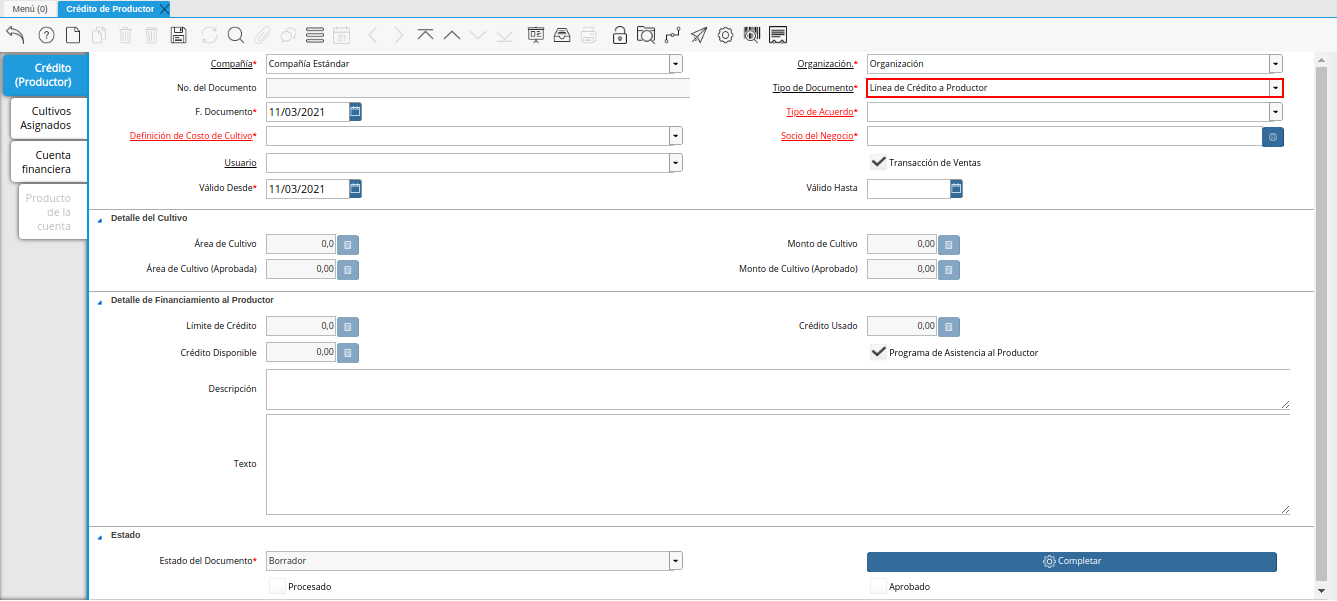 Menú (0) Crédito de Productor
31
Crédito
(Productor)
Cultivos
Asignados
Cuenta
financiera
Producto
de la
cuenta
Compañía* Compañía Estándar Organización.* Organización
No. del Documento Tipo de Documento* Línea de Crédito a Productor
F. Documento* 11/03/2021 Tipo de Acuerdo*
Definición de Costo de Cultivo* Socio del Negocio*
Usuario Transacción de Ventas
Válido Desde* 11/03/2021 Válido Hasta
Detalle del Cultivo
Área de Cultivo 0,0 Monto de Cultivo 0,00
Área de Cultivo (Aprobada) 0,00 Monto de Cultivo (Aprobado) 0,00
Detalle de Financiamiento al Productor
Límite de Crédito 0,0 Crédito Usado 0,00
Crédito Disponible 0,00 Programa de Asistencia al Productor
Descripción
Texto
Estado
Estado del Documento* Borrador Completar
Procesado Aprobado